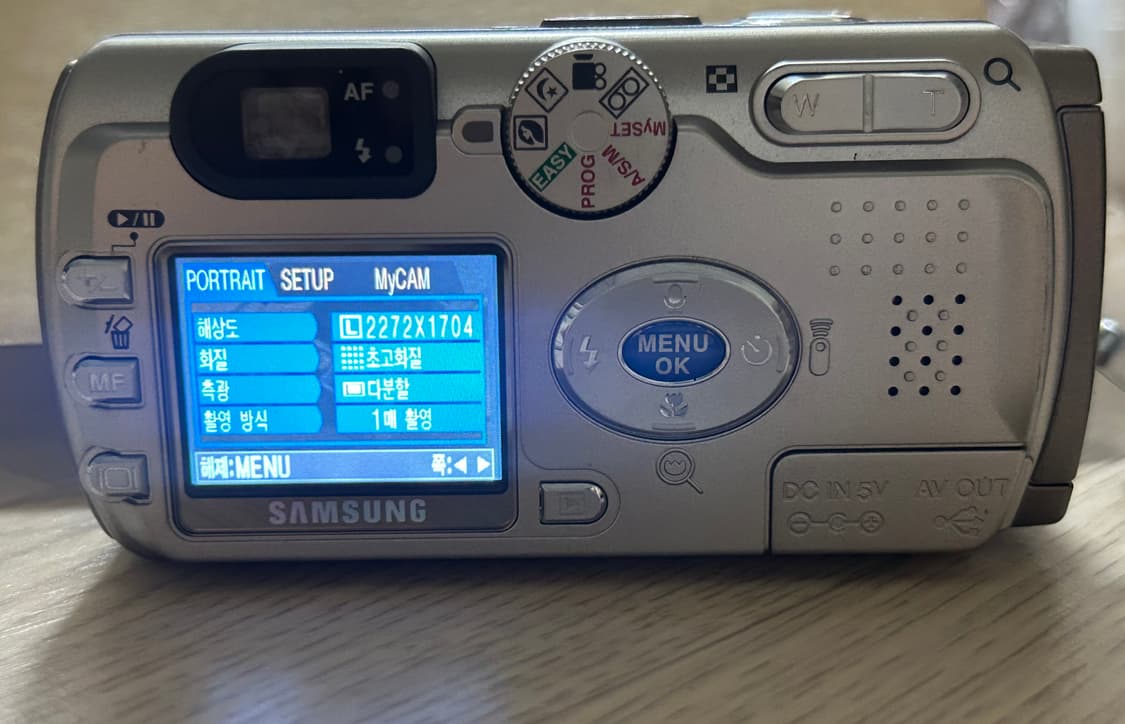 AF
MySET
A/S/M
PROG
EASY
W T
PORTRAIT SETUP MyCAM
해상도 L 2272X1704
화질 초고화질
측광 다분할
촬영 방식 1매 촬영
해제:MENU 쪽:◀ ▶
SAMSUNG
+/-
MF
MENU
OK
DC IN 5V AV OUT